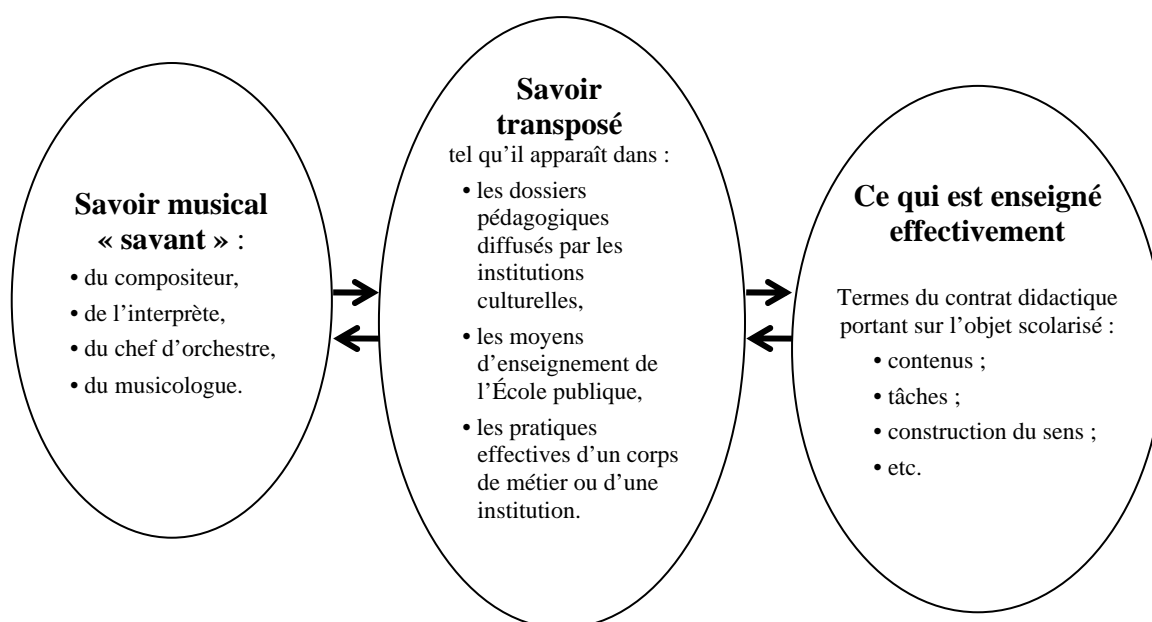 Savoir musical
« savant » :
• du compositeur,
• de l’interprète,
• du chef d’orchestre,
• du musicologue.
Savoir
transposé
tel qu’il apparaît dans :
• les dossiers
pédagogiques
diffusés par les
institutions
culturelles,
• les moyens
d’enseignement de
l’École publique,
• les pratiques
effectives d’un corps
de métier ou d’une
institution.
Ce qui est enseigné
effectivement
Termes du contrat didactique
portant sur l’objet scolarisé :
• contenus ;
• tâches ;
• construction du sens ;
• etc.